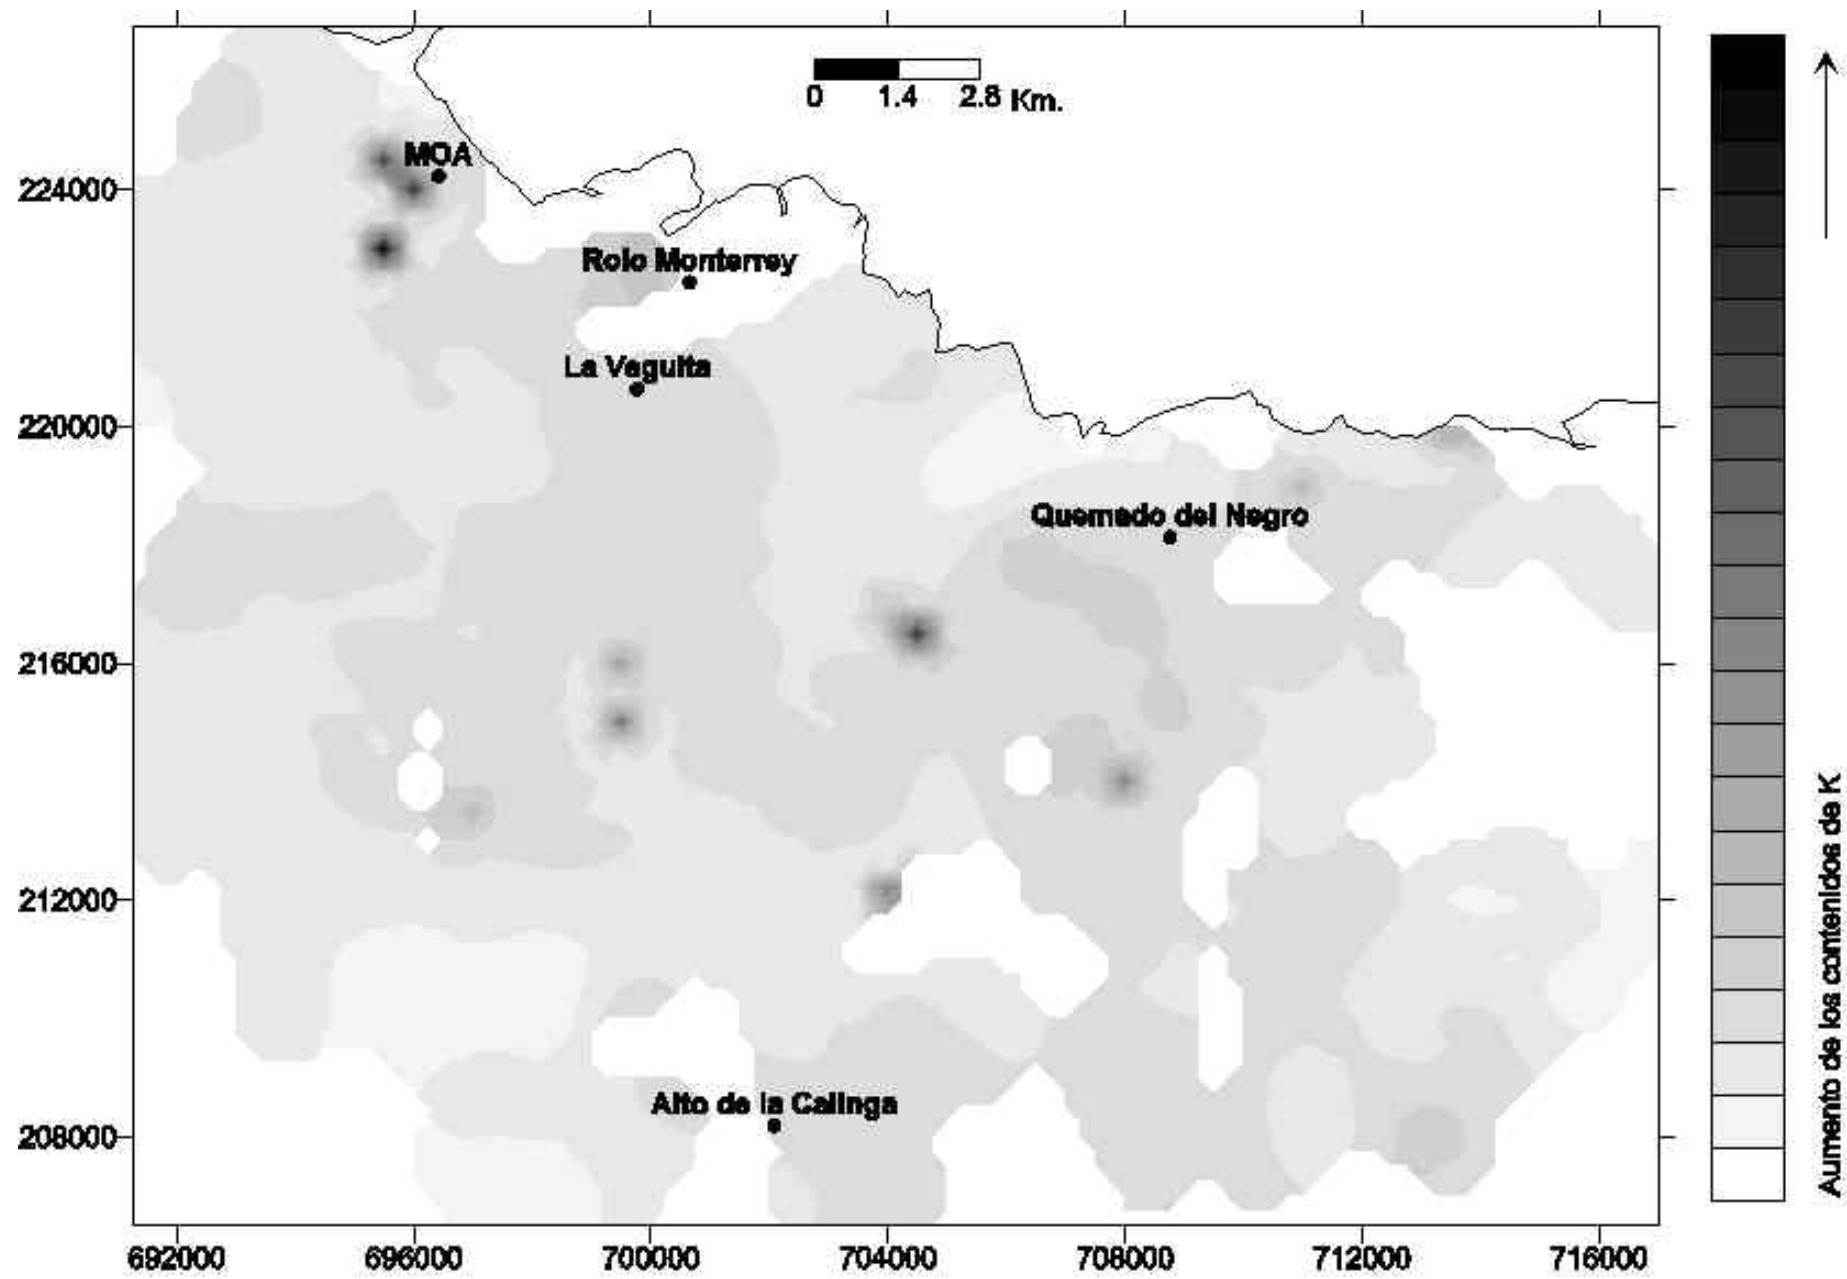 0 1.4 2.8 Km.
MOA
224000
Rolo Monterrey
La Veguita
220000
Quemado del Negro
216000
212000
Alto de la Calinga
208000
692000 696000 700000 704000 708000 712000 716000
Aumento de los contenidos de K